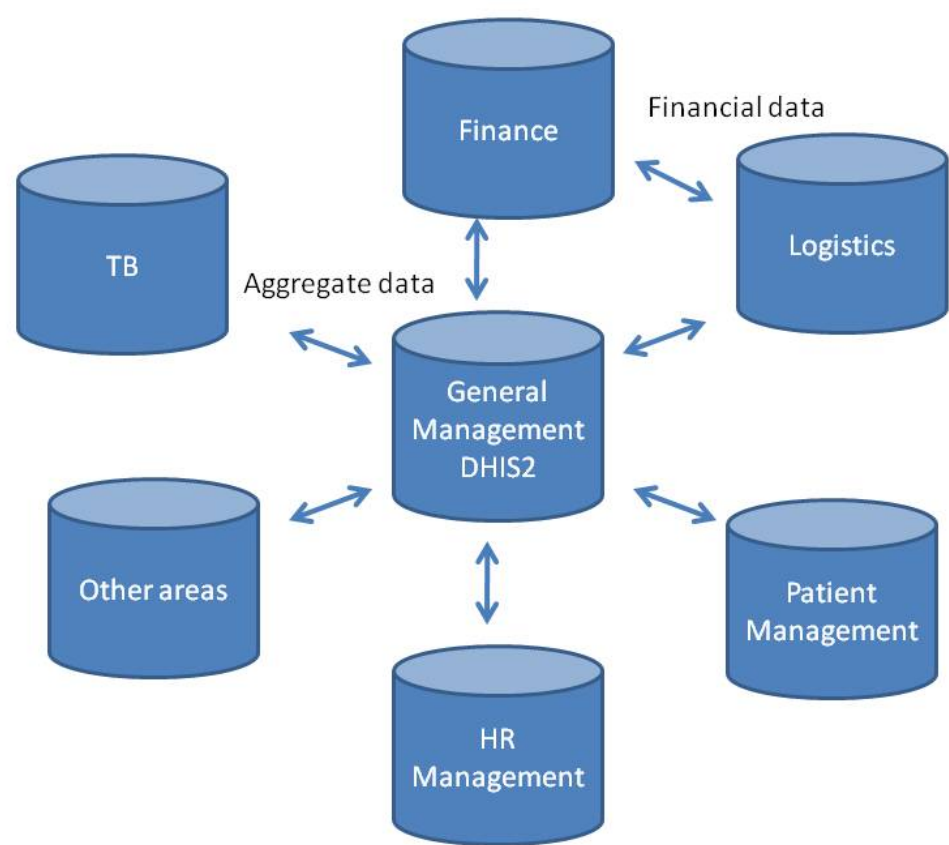 Finance
Financial data
Logistics
TB
Aggregate data
General
Management
DHIS2
Other areas
Patient
Management
HR
Management